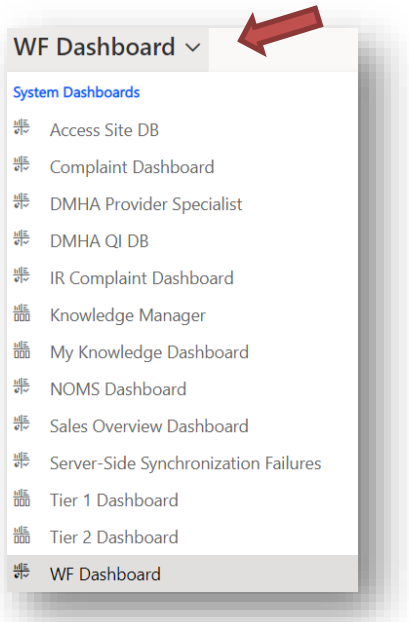 WF Dashboard
System Dashboards
Access Site DB
Complaint Dashboard
DMHA Provider Specialist
DMHA QI DB
IR Complaint Dashboard
Knowledge Manager
My Knowledge Dashboard
NOMS Dashboard
Sales Overview Dashboard
Server-Side Synchronization Failures
Tier 1 Dashboard
Tier 2 Dashboard
WF Dashboard